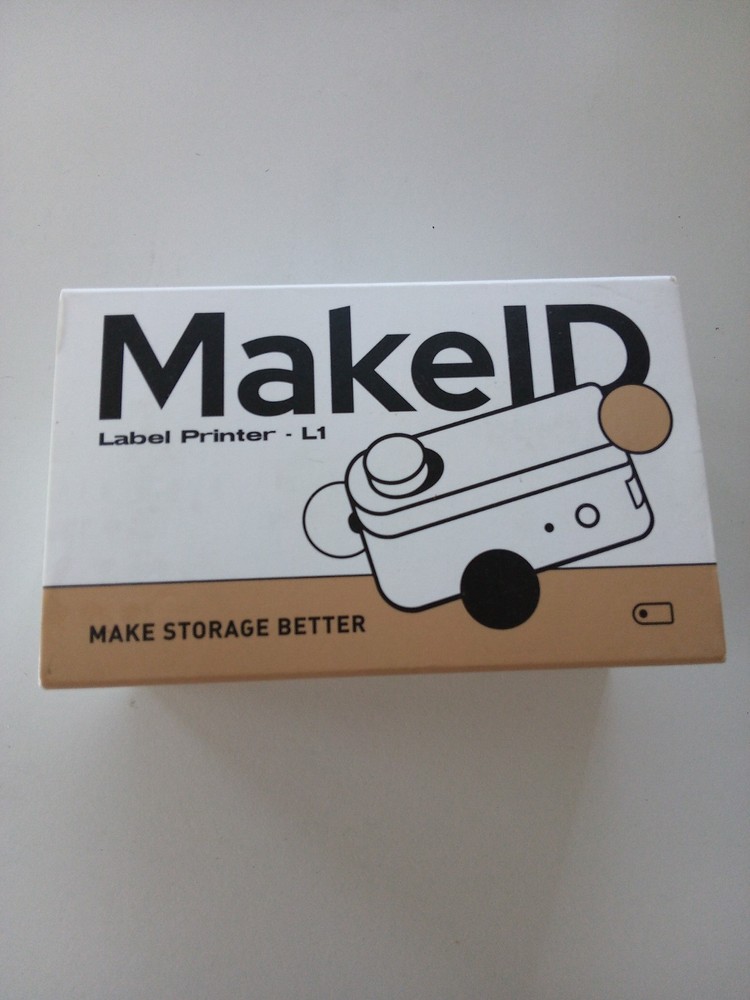 MakeID
Label Printer - L1
MAKE STORAGE BETTER